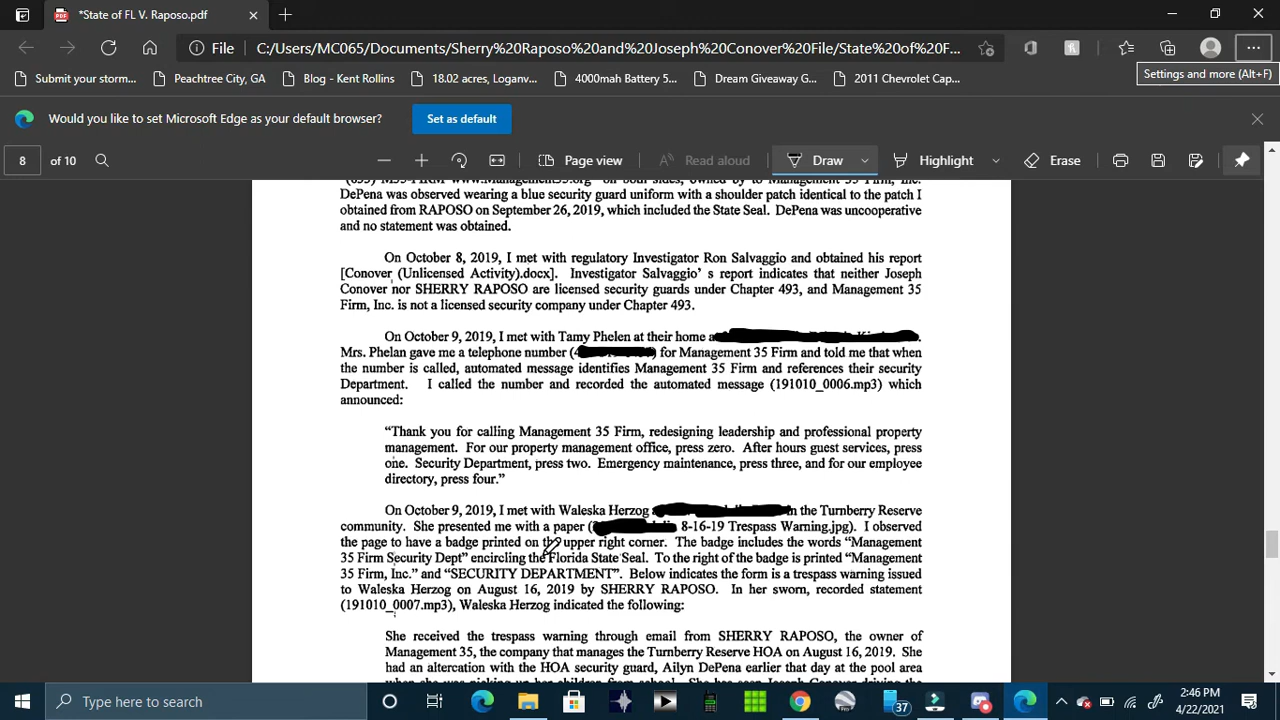 *State of FL V. Raposo.pdf
File C:/Users/MC065/Documents/Sherry%20Raposo%20and%20Joseph%20Conover%20File/State%20of%20F...
Submit your storm... Peachtree City, GA Blog - Kent Rollins 18.02 acres, Loganv... 4000mah Battery 5... Dream Giveaway G... 2011 Chevrolet Cap...
Settings and more (Alt+F)
Would you like to set Microsoft Edge as your default browser? Set as default
8 of 10 Page view Read aloud Draw Highlight Erase
DePena was observed wearing a blue security guard uniform with a shoulder patch identical to the patch I
obtained from RAPOSO on September 26, 2019, which included the State Seal. DePena was uncooperative
and no statement was obtained.
On October 8, 2019, I met with regulatory Investigator Ron Salvaggio and obtained his report
[Conover (Unlicensed Activity).docx]. Investigator Salvaggio' s report indicates that neither Joseph
Conover nor SHERRY RAPOSO are licensed security guards under Chapter 493, and Management 35
Firm, Inc. is not a licensed security company under Chapter 493.
On October 9, 2019, I met with Tamy Phelen at their home a
Mrs. Phelan gave me a telephone number ( ) for Management 35 Firm and told me that when
the number is called, automated message identifies Management 35 Firm and references their security
Department. I called the number and recorded the automated message (191010_0006.mp3) which
announced:
"Thank you for calling Management 35 Firm, redesigning leadership and professional property
management. For our property management office, press zero. After hours guest services, press
one. Security Department, press two. Emergency maintenance, press three, and for our employee
directory, press four."
On October 9, 2019, I met with Waleska Herzog in the Turnberry Reserve
community. She presented me with a paper ( 8-16-19 Trespass Warning.jpg). I observed
the page to have a badge printed on the upper right corner. The badge includes the words "Management
35 Firm Security Dept" encircling the Florida State Seal. To the right of the badge is printed "Management
35 Firm, Inc." and "SECURITY DEPARTMENT". Below indicates the form is a trespass warning issued
to Waleska Herzog on August 16, 2019 by SHERRY RAPOSO. In her sworn, recorded statement
(191010_0007.mp3), Waleska Herzog indicated the following:
She received the trespass warning through email from SHERRY RAPOSO, the owner of
Management 35, the company that manages the Turnberry Reserve HOA on August 16, 2019. She
had an altercation with the HOA security guard, Ailyn DePena earlier that day at the pool area
Type here to search 37 2:46 PM
4/22/2021